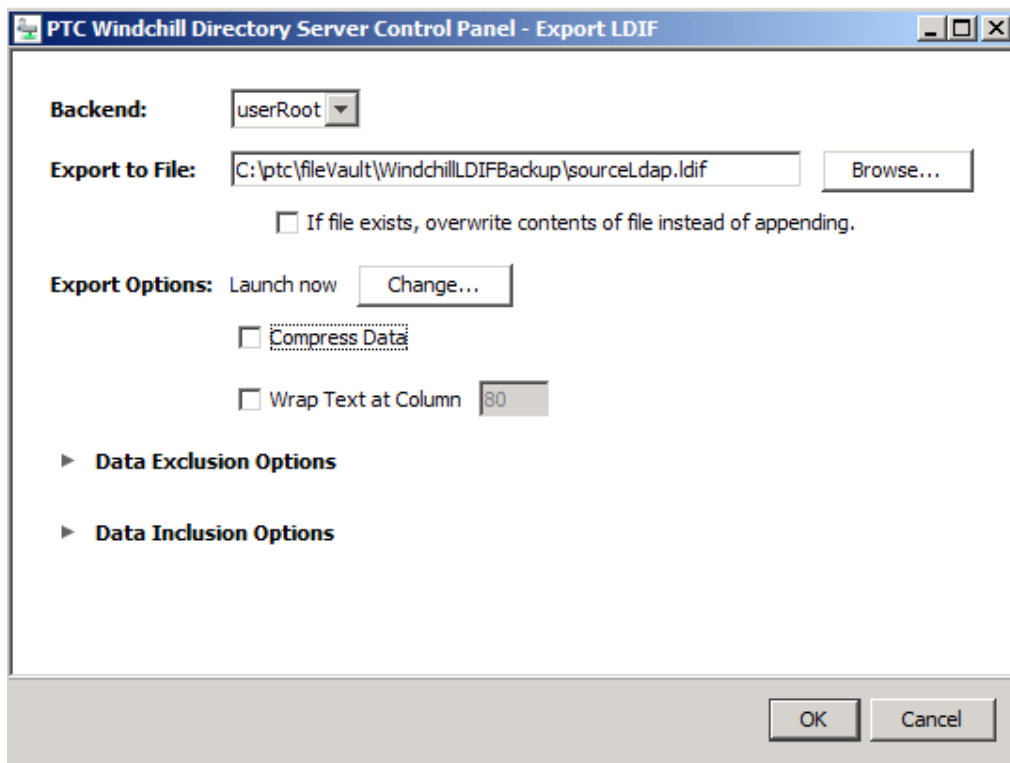 PTC Windchill Directory Server Control Panel - Export LDIF
Backend: userRoot
Export to File: C:\ptc\fileVault\WindchillLDIFBackup\sourceLdap.ldif Browse...
If file exists, overwrite contents of file instead of appending.
Export Options: Launch now Change...
Compress Data
Wrap Text at Column 80
Data Exclusion Options
Data Inclusion Options
OK Cancel